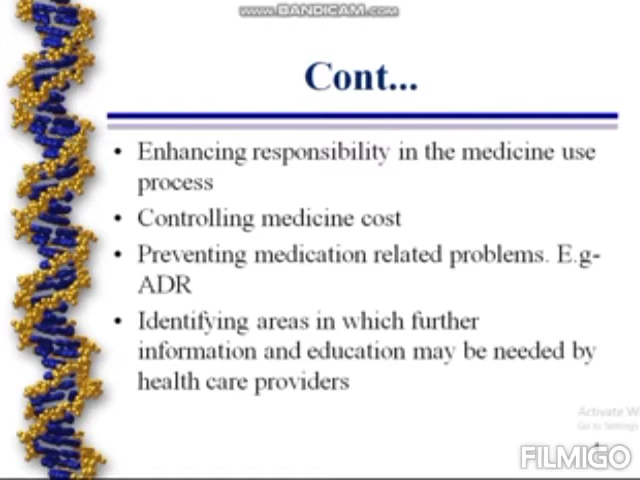 www.BANDICAM.com
Cont...
• Enhancing responsibility in the medicine use
process
• Controlling medicine cost
• Preventing medication related problems. E.g-
ADR
• Identifying areas in which further
information and education may be needed by
health care providers
Activate W
Go to Settings
FILMIGO